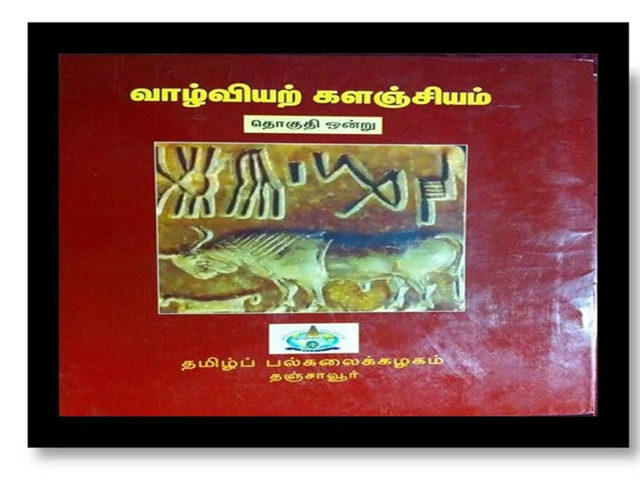 வாழ்வியற் களஞ்சியம்
தொகுதி ஒன்று
தமிழ்ப் பல்கலைக்கழகம்
தஞ்சாவூர்